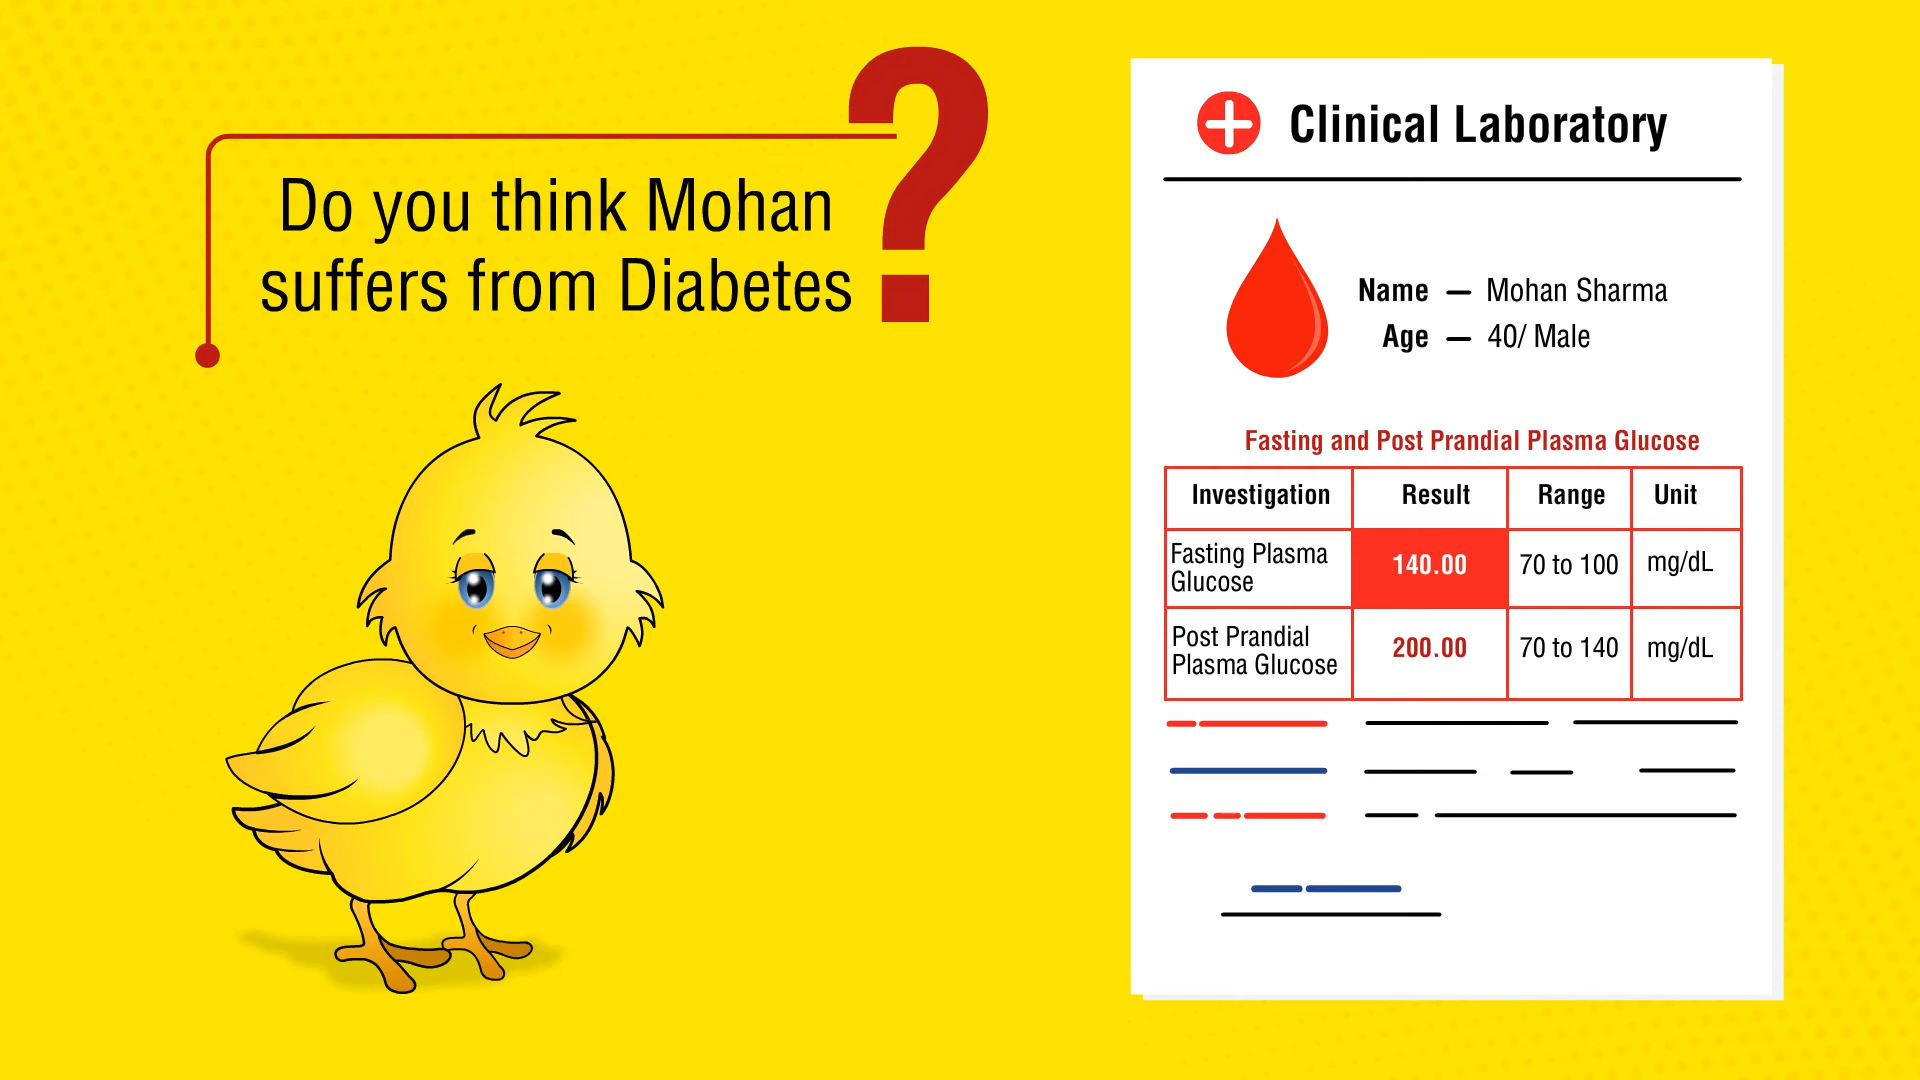 Do you think Mohan
suffers from Diabetes?
Clinical Laboratory
Name — Mohan Sharma
Age — 40/ Male
Fasting and Post Prandial Plasma Glucose
Investigation Result Range Unit
Fasting Plasma
Glucose 140.00 70 to 100 mg/dL
Post Prandial
Plasma Glucose 200.00 70 to 140 mg/dL